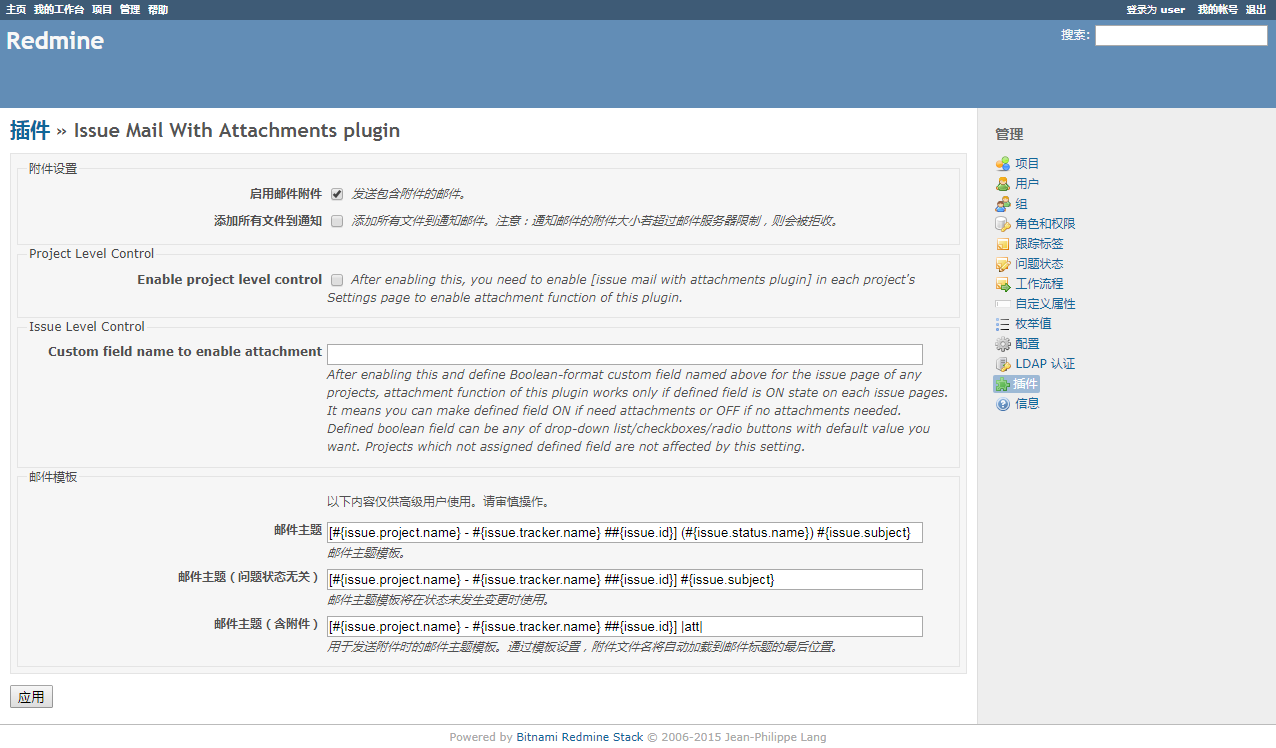 主页 我的工作台 项目 管理 帮助
登录为 user 我的帐号 退出
Redmine
搜索:
插件 » Issue Mail With Attachments plugin
附件设置
启用邮件附件 发送包含附件的邮件。
添加所有文件到通知 添加所有文件到通知邮件。注意：通知邮件的附件大小若超过邮件服务器限制，则会被拒收。
Project Level Control
Enable project level control After enabling this, you need to enable [issue mail with attachments plugin] in each project's
Settings page to enable attachment function of this plugin.
Issue Level Control
Custom field name to enable attachment
After enabling this and define Boolean-format custom field named above for the issue page of any
projects, attachment function of this plugin works only if defined field is ON state on each issue pages.
It means you can make defined field ON if need attachments or OFF if no attachments needed.
Defined boolean field can be any of drop-down list/checkboxes/radio buttons with default value you
want. Projects which not assigned defined field are not affected by this setting.
邮件模板
以下内容仅供高级用户使用。请审慎操作。
邮件主题 [#{issue.project.name} - #{issue.tracker.name} ##{issue.id}] (#{issue.status.name}) #{issue.subject}
邮件主题模板。
邮件主题（问题状态无关） [#{issue.project.name} - #{issue.tracker.name} ##{issue.id}] #{issue.subject}
邮件主题模板将在状态未发生变更时使用。
邮件主题（含附件） [#{issue.project.name} - #{issue.tracker.name} ##{issue.id}] |att|
用于发送附件时的邮件主题模板。通过模板设置，附件文件名将自动加载到邮件标题的最后位置。
应用
管理
项目
用户
组
角色和权限
跟踪标签
问题状态
工作流程
自定义属性
枚举值
配置
LDAP 认证
插件
信息
Powered by Bitnami Redmine Stack © 2006-2015 Jean-Philippe Lang